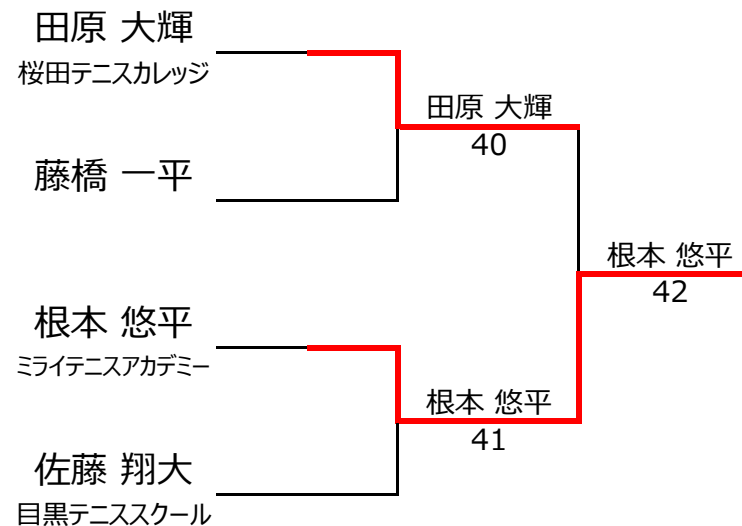 田原 大輝
桜田テニスカレッジ
田原 大輝
40
藤橋 一平
根本 悠平
42
根本 悠平
ミライテニスアカデミー
根本 悠平
41
佐藤 翔大
目黒テニススクール